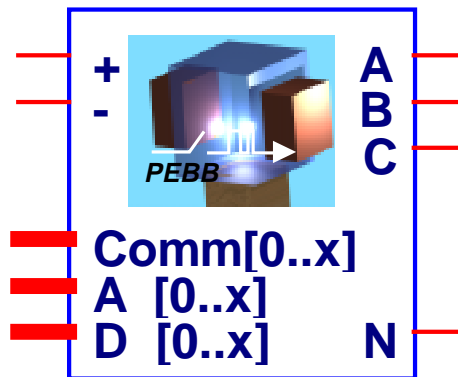 + A
- B
C
PEBB
Comm[0..x]
A [0..x]
D [0..x] N